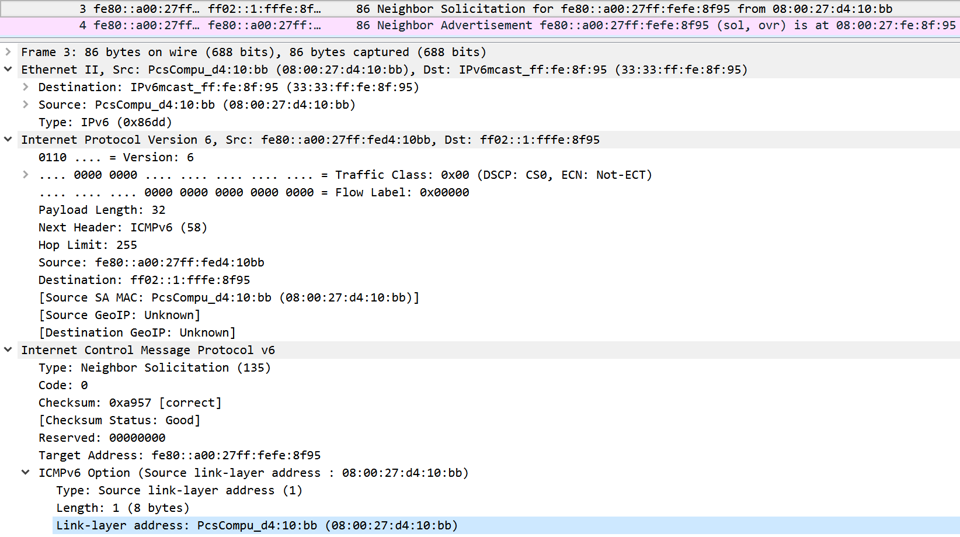 3 fe80::a00:27ff… ff02::1:fffe:8f… 86 Neighbor Solicitation for fe80::a00:27ff:fefe:8f95 from 08:00:27:d4:10:bb
4 fe80::a00:27ff… fe80::a00:27ff:… 86 Neighbor Advertisement fe80::a00:27ff:fefe:8f95 (sol, ovr) is at 08:00:27:fe:8f:95
Frame 3: 86 bytes on wire (688 bits), 86 bytes captured (688 bits)
Ethernet II, Src: PcsCompu_d4:10:bb (08:00:27:d4:10:bb), Dst: IPv6mcast_ff:fe:8f:95 (33:33:ff:fe:8f:95)
Destination: IPv6mcast_ff:fe:8f:95 (33:33:ff:fe:8f:95)
Source: PcsCompu_d4:10:bb (08:00:27:d4:10:bb)
Type: IPv6 (0x86dd)
Internet Protocol Version 6, Src: fe80::a00:27ff:fed4:10bb, Dst: ff02::1:fffe:8f95
0110 .... = Version: 6
.... 0000 0000 .... .... .... .... .... = Traffic Class: 0x00 (DSCP: CS0, ECN: Not-ECT)
.... .... .... 0000 0000 0000 0000 0000 = Flow Label: 0x00000
Payload Length: 32
Next Header: ICMPv6 (58)
Hop Limit: 255
Source: fe80::a00:27ff:fed4:10bb
Destination: ff02::1:fffe:8f95
[Source SA MAC: PcsCompu_d4:10:bb (08:00:27:d4:10:bb)]
[Source GeoIP: Unknown]
[Destination GeoIP: Unknown]
Internet Control Message Protocol v6
Type: Neighbor Solicitation (135)
Code: 0
Checksum: 0xa957 [correct]
[Checksum Status: Good]
Reserved: 00000000
Target Address: fe80::a00:27ff:fefe:8f95
ICMPv6 Option (Source link-layer address : 08:00:27:d4:10:bb)
Type: Source link-layer address (1)
Length: 1 (8 bytes)
Link-layer address: PcsCompu_d4:10:bb (08:00:27:d4:10:bb)